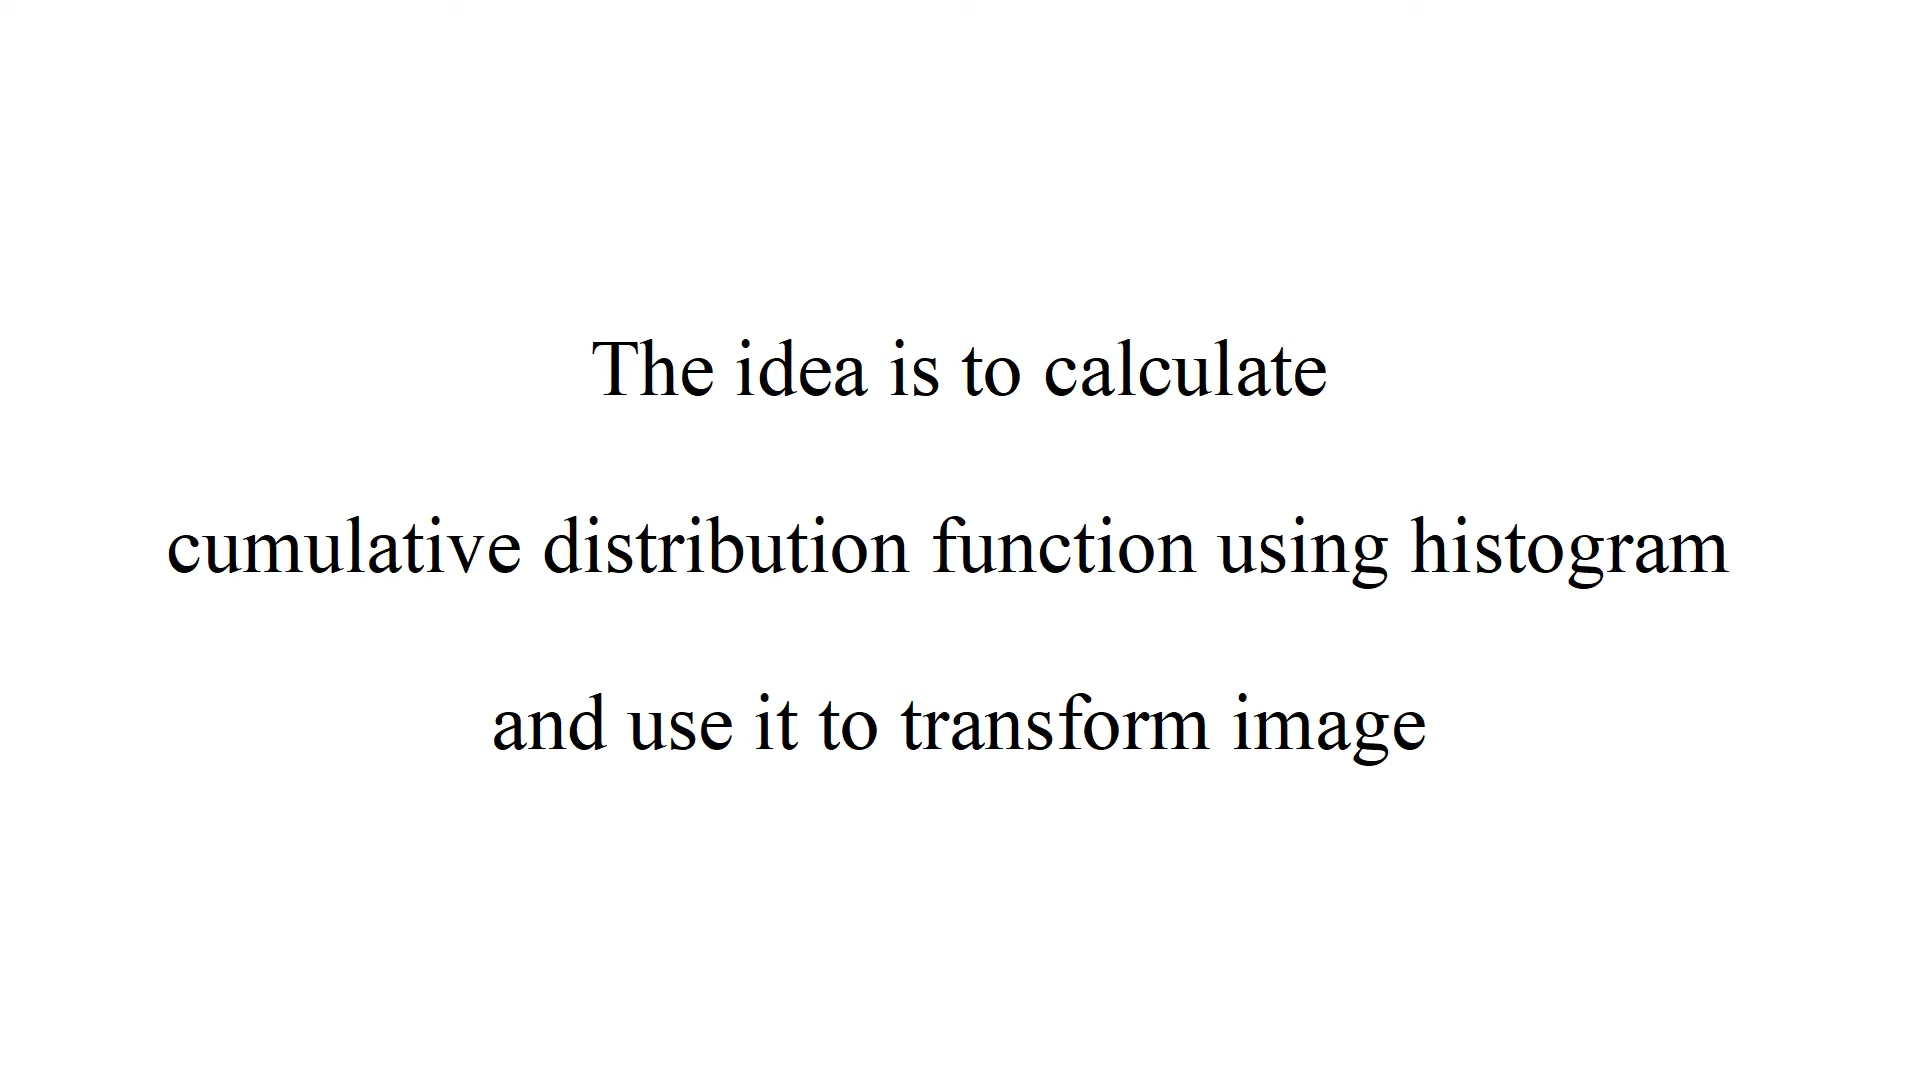 The idea is to calculate
cumulative distribution function using histogram
and use it to transform image